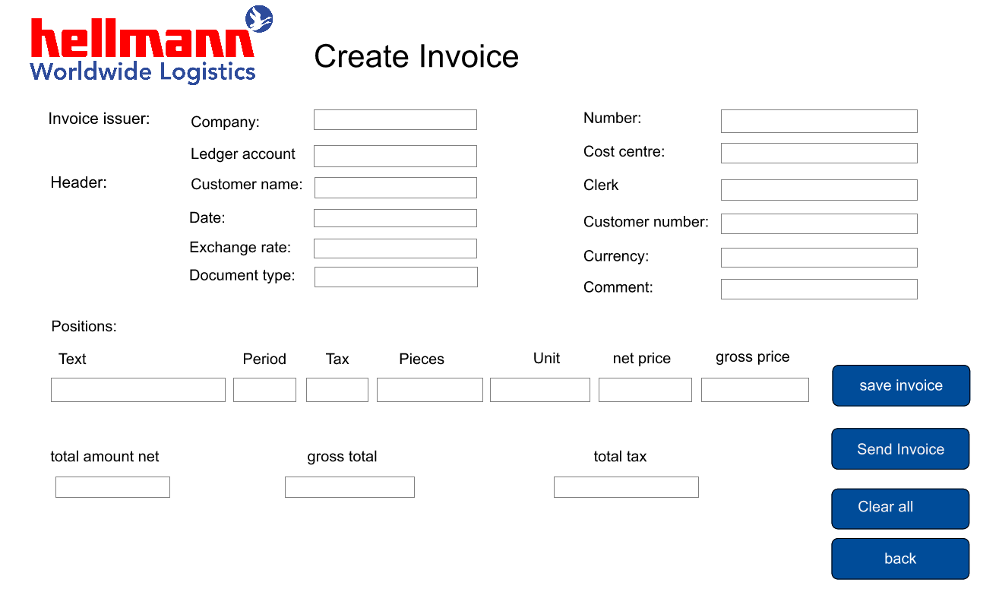 hellmann
Worldwide Logistics
Create Invoice
Invoice issuer:
Company:
Number:
Ledger account
Cost centre:
Header:
Customer name:
Clerk
Date:
Customer number:
Exchange rate:
Currency:
Document type:
Comment:
Positions:
Text Period Tax Pieces Unit net price gross price
save invoice
Send Invoice
total amount net gross total total tax
Clear all
back